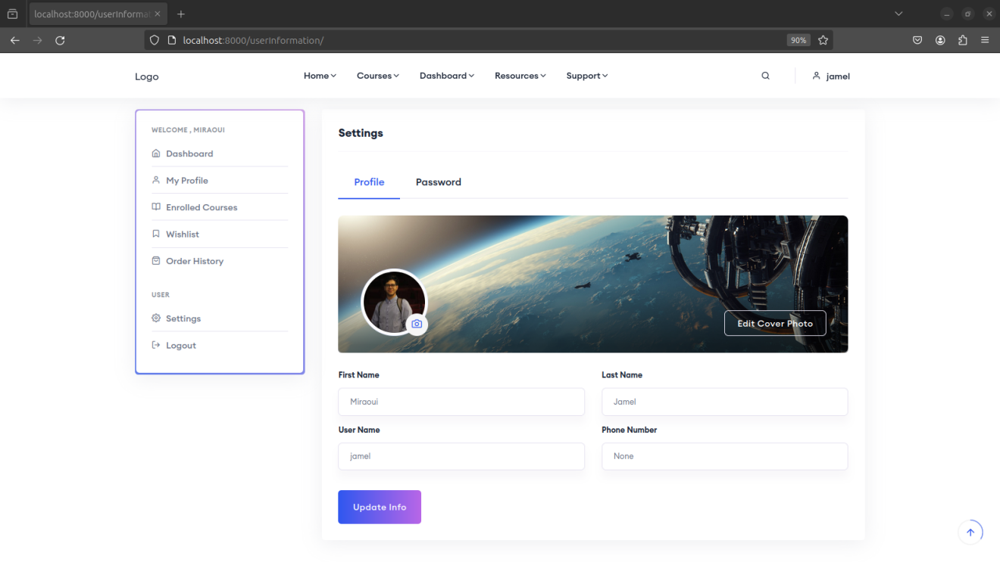 localhost:8000/userInforma
localhost:8000/userInformation/
90%
Logo
Home
Courses
Dashboard
Resources
Support
jamel
WELCOME , MIRAOUI
Dashboard
My Profile
Enrolled Courses
Wishlist
Order History
USER
Settings
Logout
Settings
Profile
Password
Edit Cover Photo
First Name
Last Name
Miraoui
Jamel
User Name
Phone Number
jamel
None
Update Info